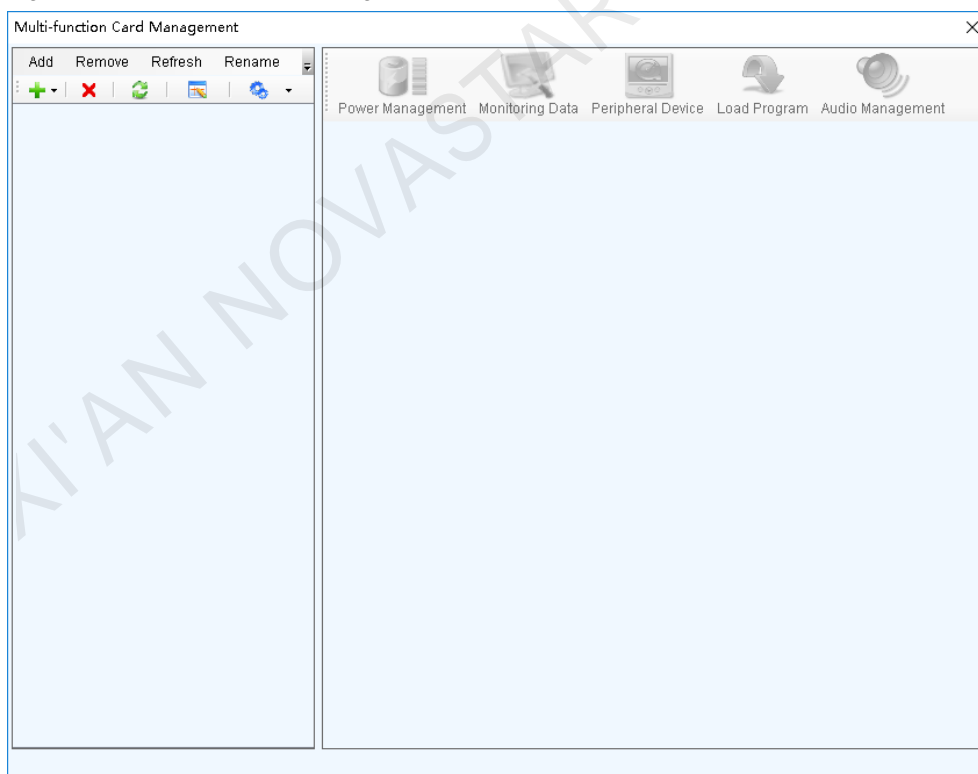 Multi-function Card Management
Add Remove Refresh Rename
Power Management Monitoring Data Peripheral Device Load Program Audio Management
XI'AN NOVASTAR